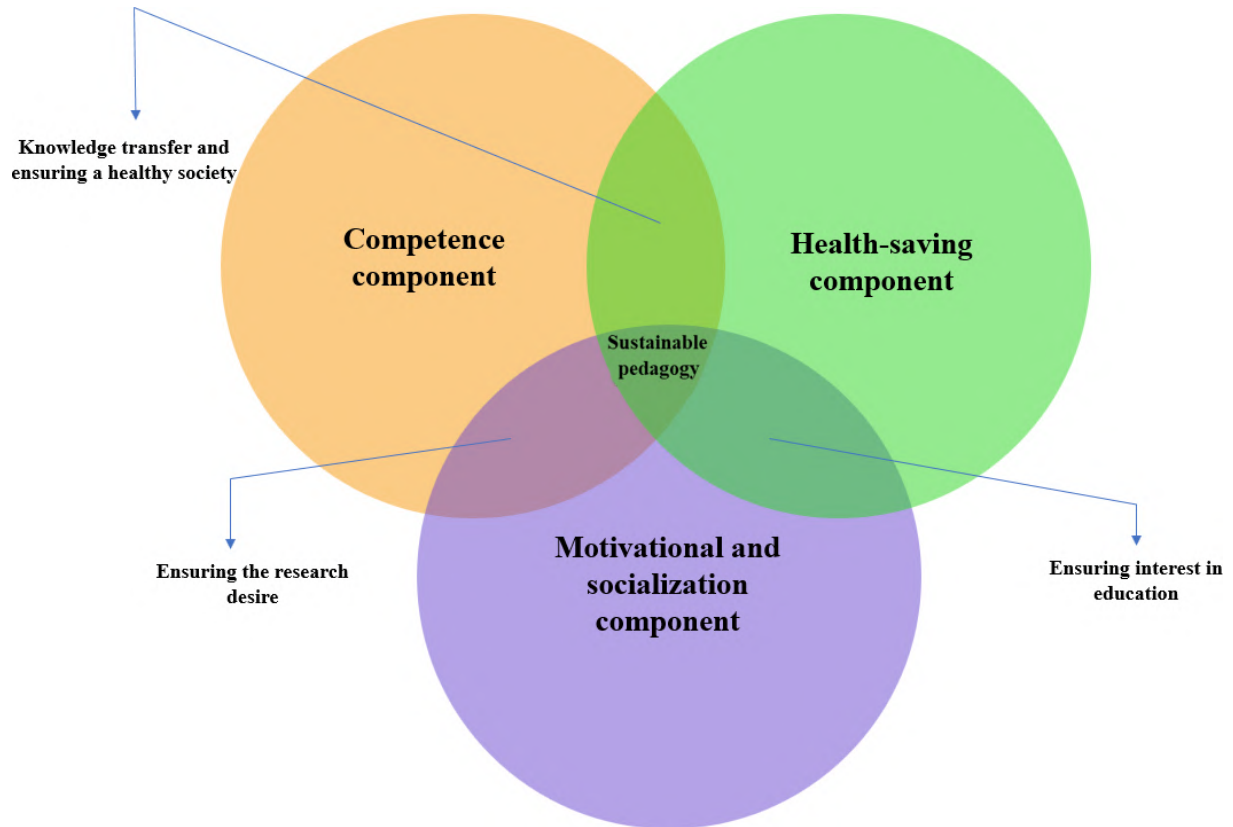 Knowledge transfer and
ensuring a healthy society
Competence
component
Health-saving
component
Sustainable
pedagogy
Ensuring the research
desire
Motivational and
socialization
component
Ensuring interest in
education